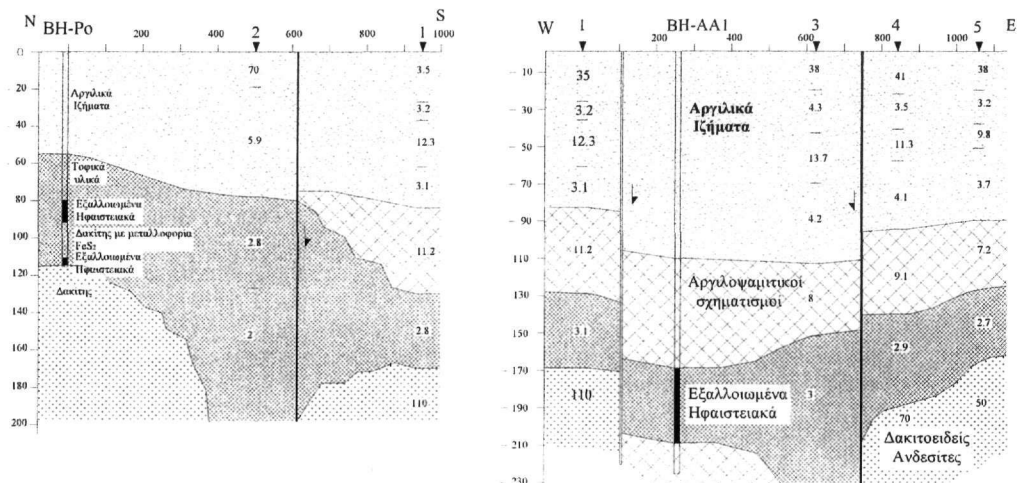 N BH-Po S
2 1
200 400 600 800 1000
0
20
40
60
80
100
120
140
160
180
200
Αργιλικά
Ιζήματα
Τοφικά
υλικά
Εξαλλοιωμένα
Ηφαιστειακά
Δακίτης με μεταλλοφορία
FeS₂
Εξαλλοιωμένα
Ηφαιστειακά
Δακίτης
70
5.9
2.8
2
3.5
3.2
12.3
3.1
11.2
2.8
110
W 1 BH-AA1 3 4 5 E
200 400 600 800 1000
- 10
- 30
- 50
- 70
- 90
- 110
- 130
- 150
- 170
- 190
- 210
- 230
35
3.2
12.3
3.1
11.2
3.1
110
Αργιλικά
Ιζήματα
Αργιλοψαμιτικοί
σχηματισμοί
Εξαλλοιωμένα
Ηφαιστειακά
38
4.3
13.7
4.2
8
3
41
3.5
11.3
4.1
9.1
2.9
70
38
3.2
9.8
3.7
7.2
2.7
50
Δακιτοειδείς
Ανδεσίτες